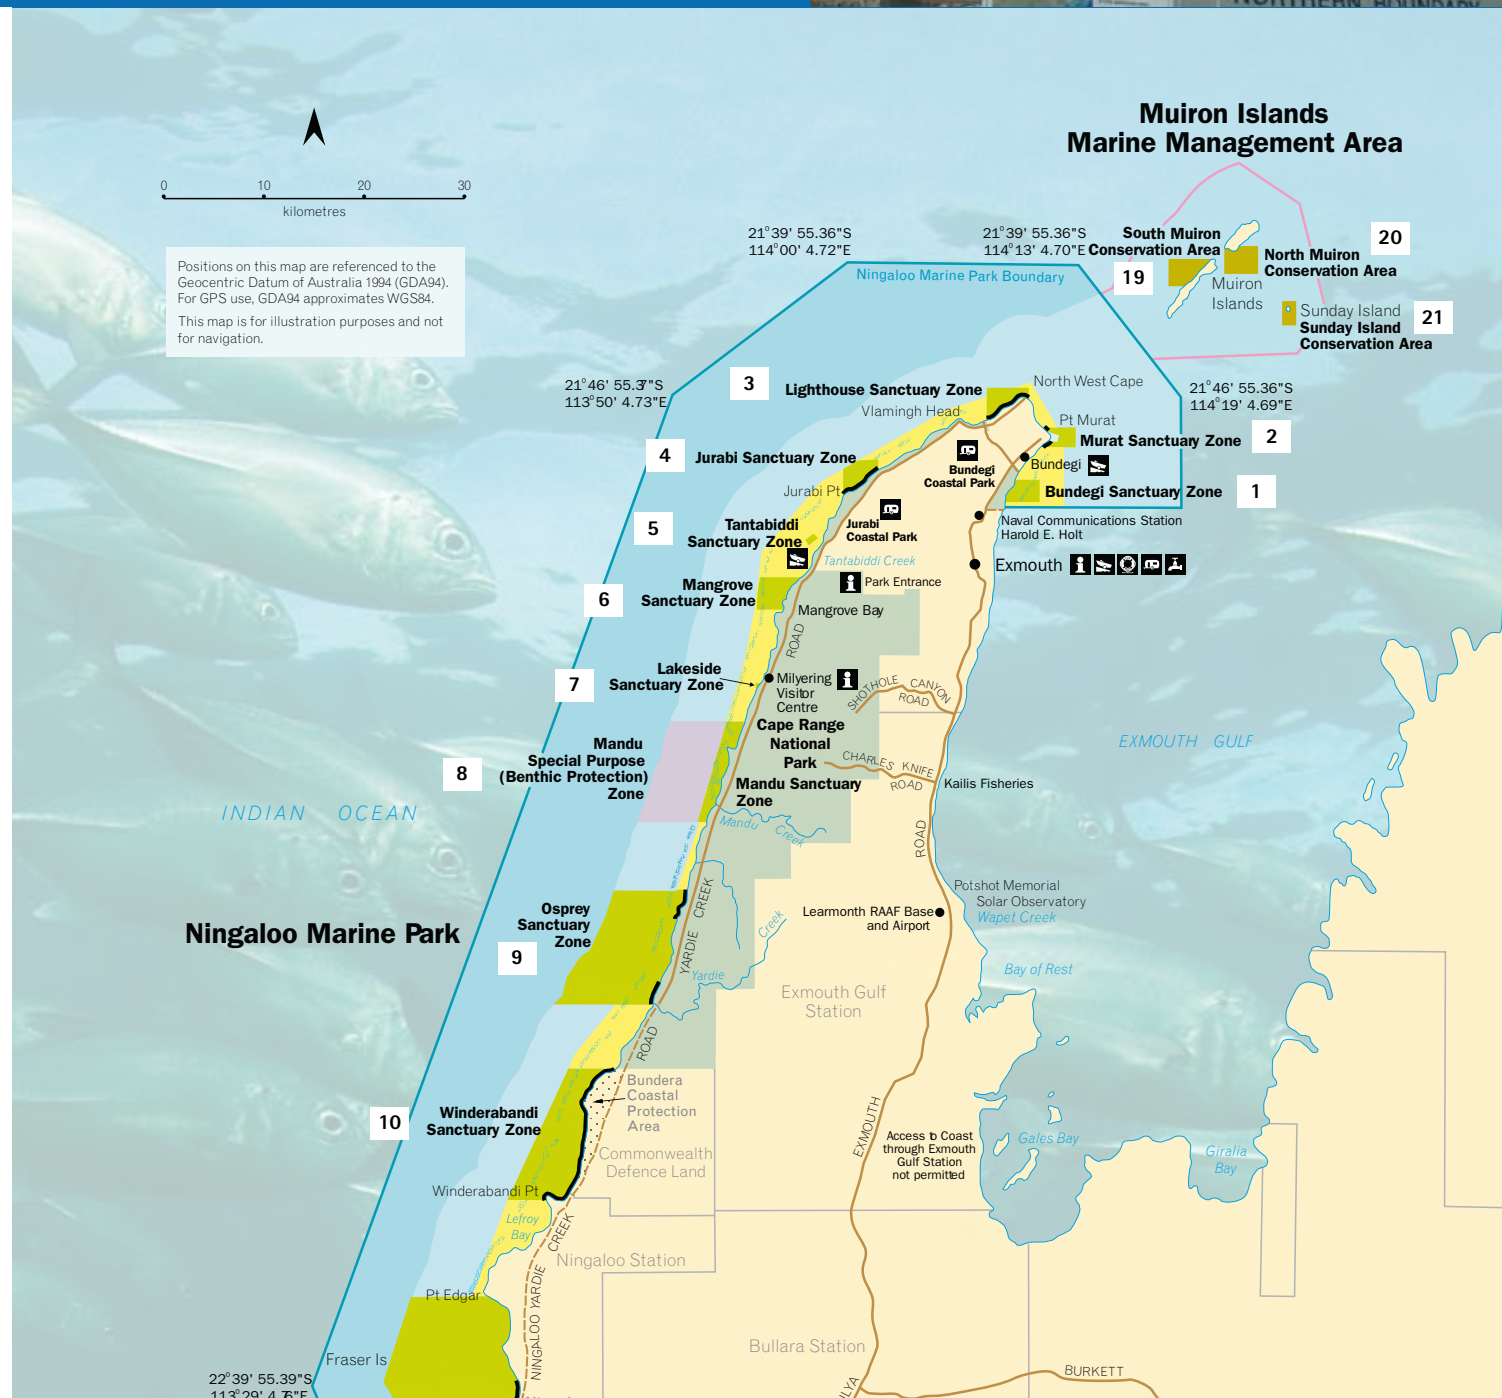 NORTHERN BOUNDARY
Muiron Islands
Marine Management Area
0 10 20 30
kilometres
Positions on this map are referenced to the
Geocentric Datum of Australia 1994 (GDA94).
For GPS use, GDA94 approximates WGS84.
This map is for illustration purposes and not
for navigation.
21°39' 55.36"S
114°00' 4.72"E
21°39' 55.36"S
114°13' 4.70"E
Ningaloo Marine Park Boundary
South Muiron
Conservation Area
19
20
North Muiron
Conservation Area
Muiron
Islands
Sunday Island
Sunday Island
Conservation Area
21
21°46' 55.37"S
113°50' 4.73"E
21°46' 55.36"S
114°19' 4.69"E
3
Lighthouse Sanctuary Zone
North West Cape
Vlamingh Head
Pt Murat
Murat Sanctuary Zone
2
4
Jurabi Sanctuary Zone
Bundegi
Bundegi
Coastal Park
Jurabi Pt
Bundegi Sanctuary Zone
1
5
Tantabiddi
Sanctuary Zone
Jurabi
Coastal Park
Naval Communications Station
Harold E. Holt
Tantabiddi Creek
Exmouth
Park Entrance
6
Mangrove
Sanctuary Zone
Mangrove Bay
ROAD
7
Lakeside
Sanctuary Zone
Milyering
Visitor
Centre
SHOTHOLE CANYON
ROAD
Cape Range
National
Park
8
Mandu
Special Purpose
(Benthic Protection)
Zone
CHARLES KNIFE
ROAD
Kailis Fisheries
Mandu Sanctuary
Zone
EXMOUTH GULF
INDIAN OCEAN
Mandu Creek
ROAD
Potshot Memorial
Solar Observatory
Wapet Creek
Learmonth RAAF Base
and Airport
Ningaloo Marine Park
Osprey
Sanctuary
Zone
9
YARDIE CREEK
Creek
Yardie
Bay of Rest
Exmouth Gulf
Station
ROAD
Bundera
Coastal
Protection
Area
10
Winderabandi
Sanctuary Zone
Commonwealth
Defence Land
EXMOUTH
Access to Coast
through Exmouth
Gulf Station
not permitted
Gales Bay
Giralia
Bay
Winderabandi Pt
Lefroy
Bay
CREEK
Ningaloo Station
NINGALOO YARDIE
Pt Edgar
Bullara Station
Fraser Is
BURKETT
22°39' 55.39"S
113°29' 4.76"E